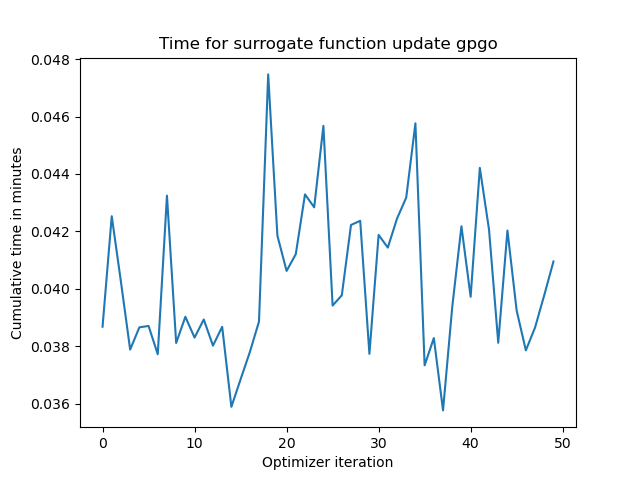 Time for surrogate function update gpgo
Cumulative time in minutes
0.048
0.046
0.044
0.042
0.040
0.038
0.036
0 10 20 30 40 50
Optimizer iteration